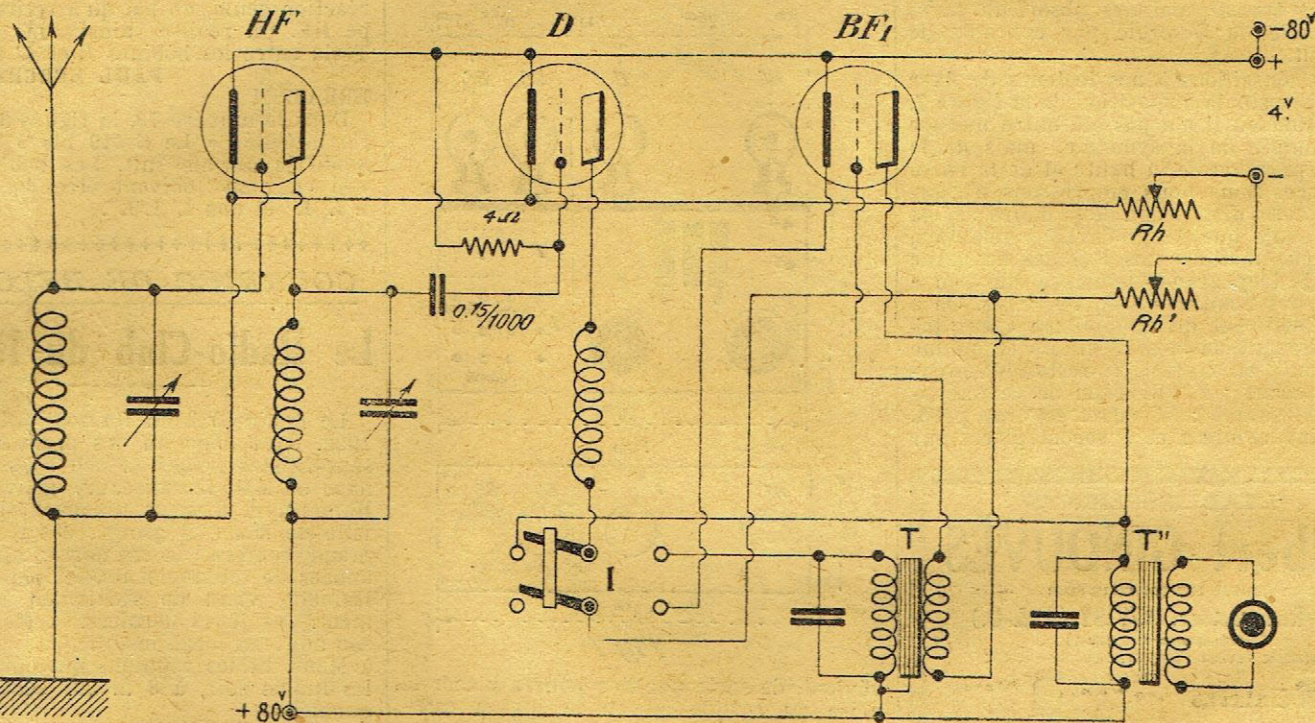 HF
D
BF1
-80v
+
4v
-
4Ω
Rh
0.15/1000
Rh'
I
T
T"
+80v